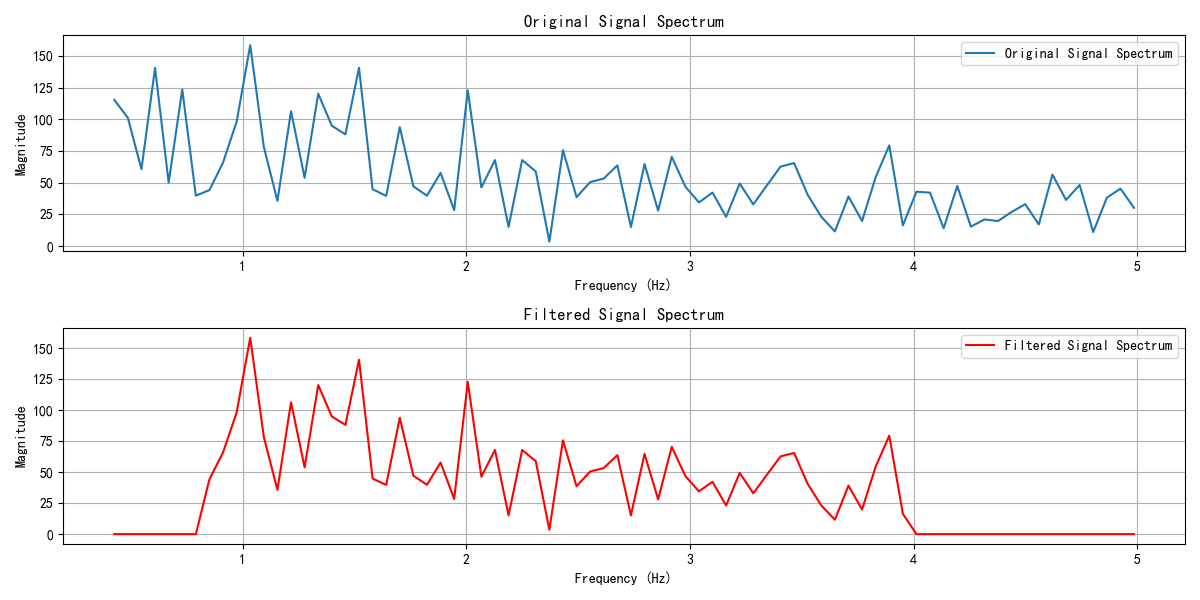 Original Signal Spectrum
150
125
100
75
50
25
0
Magnitude
Original Signal Spectrum
1 2 3 4 5
Frequency (Hz)
Filtered Signal Spectrum
150
125
100
75
50
25
0
Magnitude
Filtered Signal Spectrum
1 2 3 4 5
Frequency (Hz)